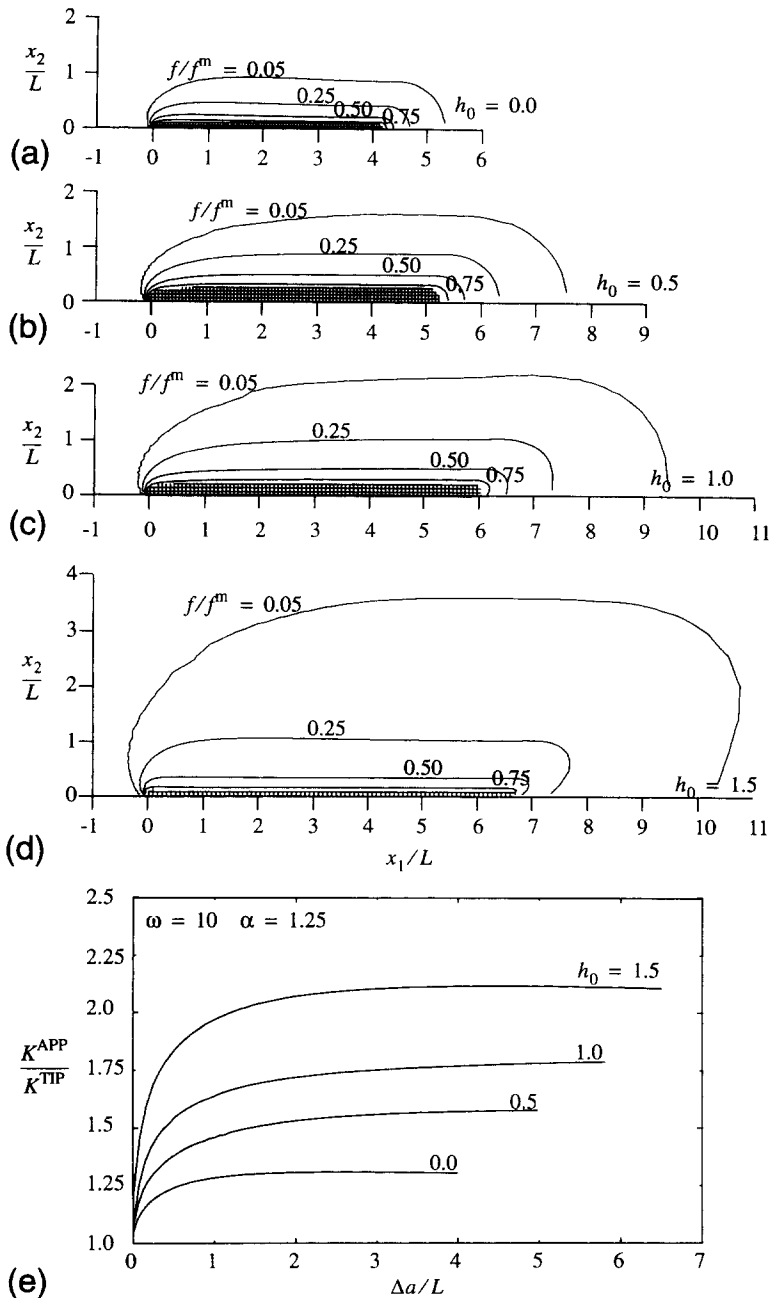 2
x₂/L
1
f/fᵐ = 0.05
0.25
0.50
0.75
h₀ = 0.0
0
(a)
-1 0 1 2 3 4 5 6
2
x₂/L
1
f/fᵐ = 0.05
0.25
0.50
0.75
h₀ = 0.5
0
(b)
-1 0 1 2 3 4 5 6 7 8 9
2
x₂/L
1
f/fᵐ = 0.05
0.25
0.50
0.75
h₀ = 1.0
0
(c)
-1 0 1 2 3 4 5 6 7 8 9 10 11
4
3
x₂/L
2
1
f/fᵐ = 0.05
0.25
0.50
0.75
h₀ = 1.5
0
(d)
-1 0 1 2 3 4 5 6 7 8 9 10 11
x₁/L
2.5
ω = 10 α = 1.25
2.25
h₀ = 1.5
2.0
K^APP/K^TIP
1.75
1.0
1.5
0.5
1.25
0.0
1.0
0 1 2 3 4 5 6 7
(e)
Δa/L